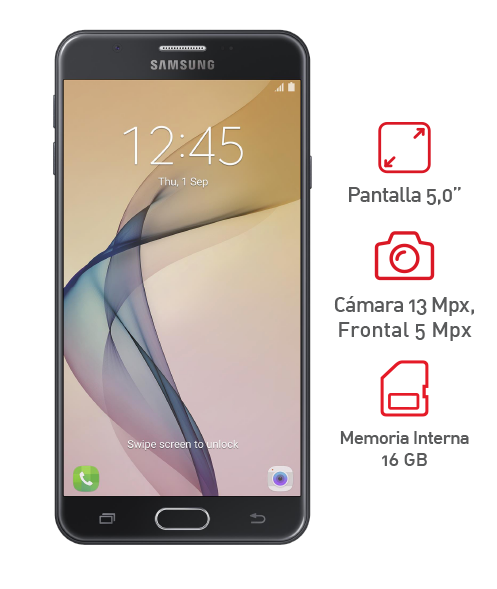 SAMSUNG
12:45
Thu, 1 Sep
Swipe screen to unlock
Pantalla 5,0”
Cámara 13 Mpx,
Frontal 5 Mpx
Memoria Interna
16 GB